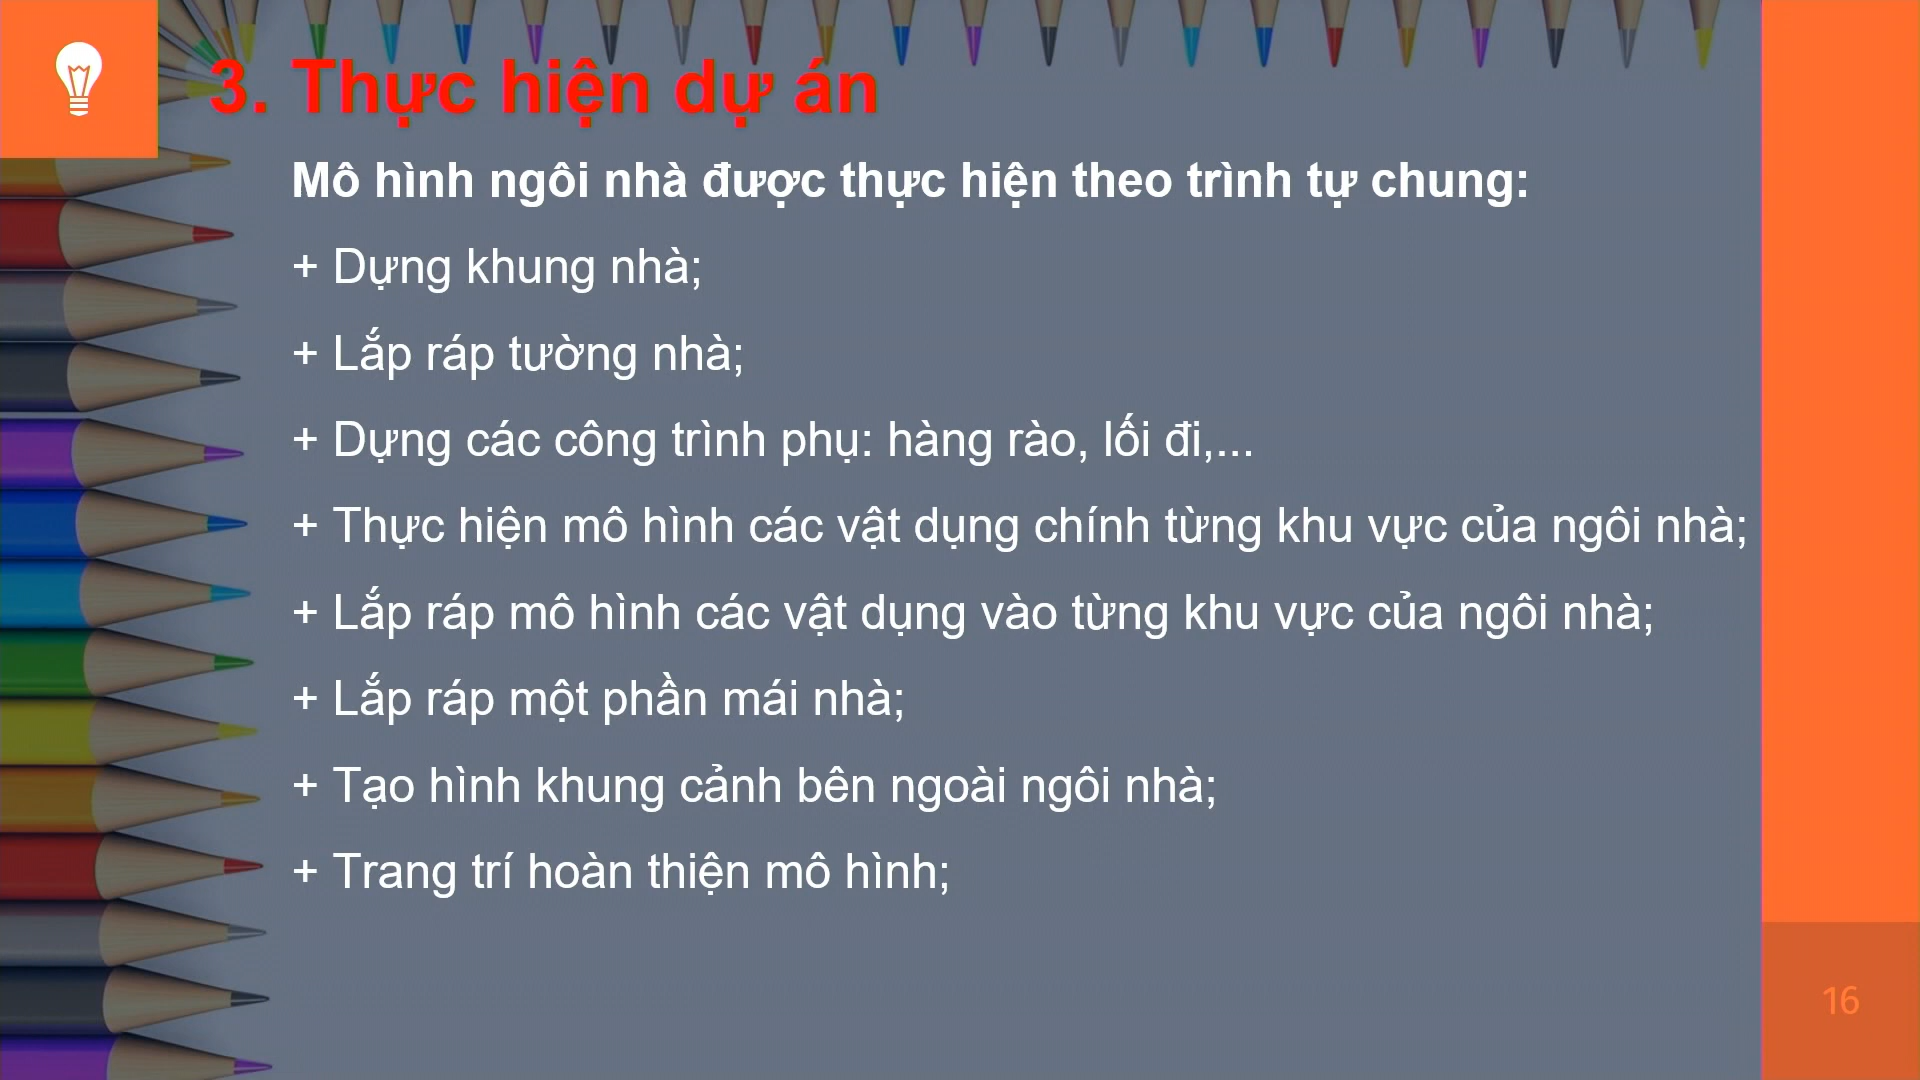 3. Thực hiện dự án
Mô hình ngôi nhà được thực hiện theo trình tự chung:
+ Dựng khung nhà;
+ Lắp ráp tường nhà;
+ Dựng các công trình phụ: hàng rào, lối đi,...
+ Thực hiện mô hình các vật dụng chính từng khu vực của ngôi nhà;
+ Lắp ráp mô hình các vật dụng vào từng khu vực của ngôi nhà;
+ Lắp ráp một phần mái nhà;
+ Tạo hình khung cảnh bên ngoài ngôi nhà;
+ Trang trí hoàn thiện mô hình;
16